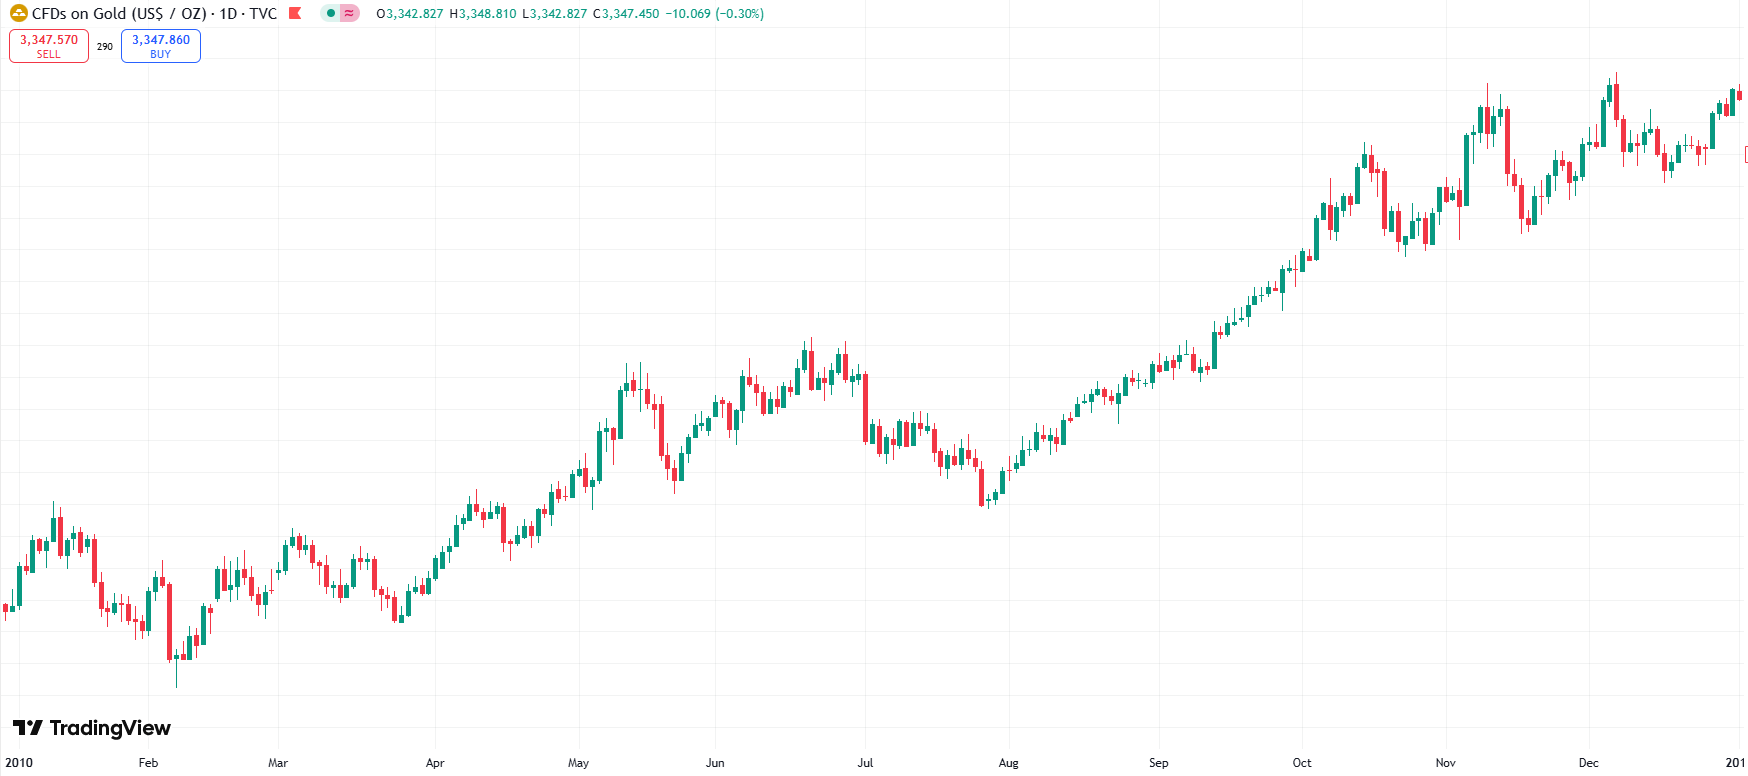 CFDs on Gold (US$ / OZ) · 1D · TVC O3,342.827 H3,348.810 L3,342.827 C3,347.450 −10.069 (−0.30%)
3,347.570 290 3,347.860
SELL BUY
TradingView
2010 Feb Mar Apr May Jun Jul Aug Sep Oct Nov Dec 201